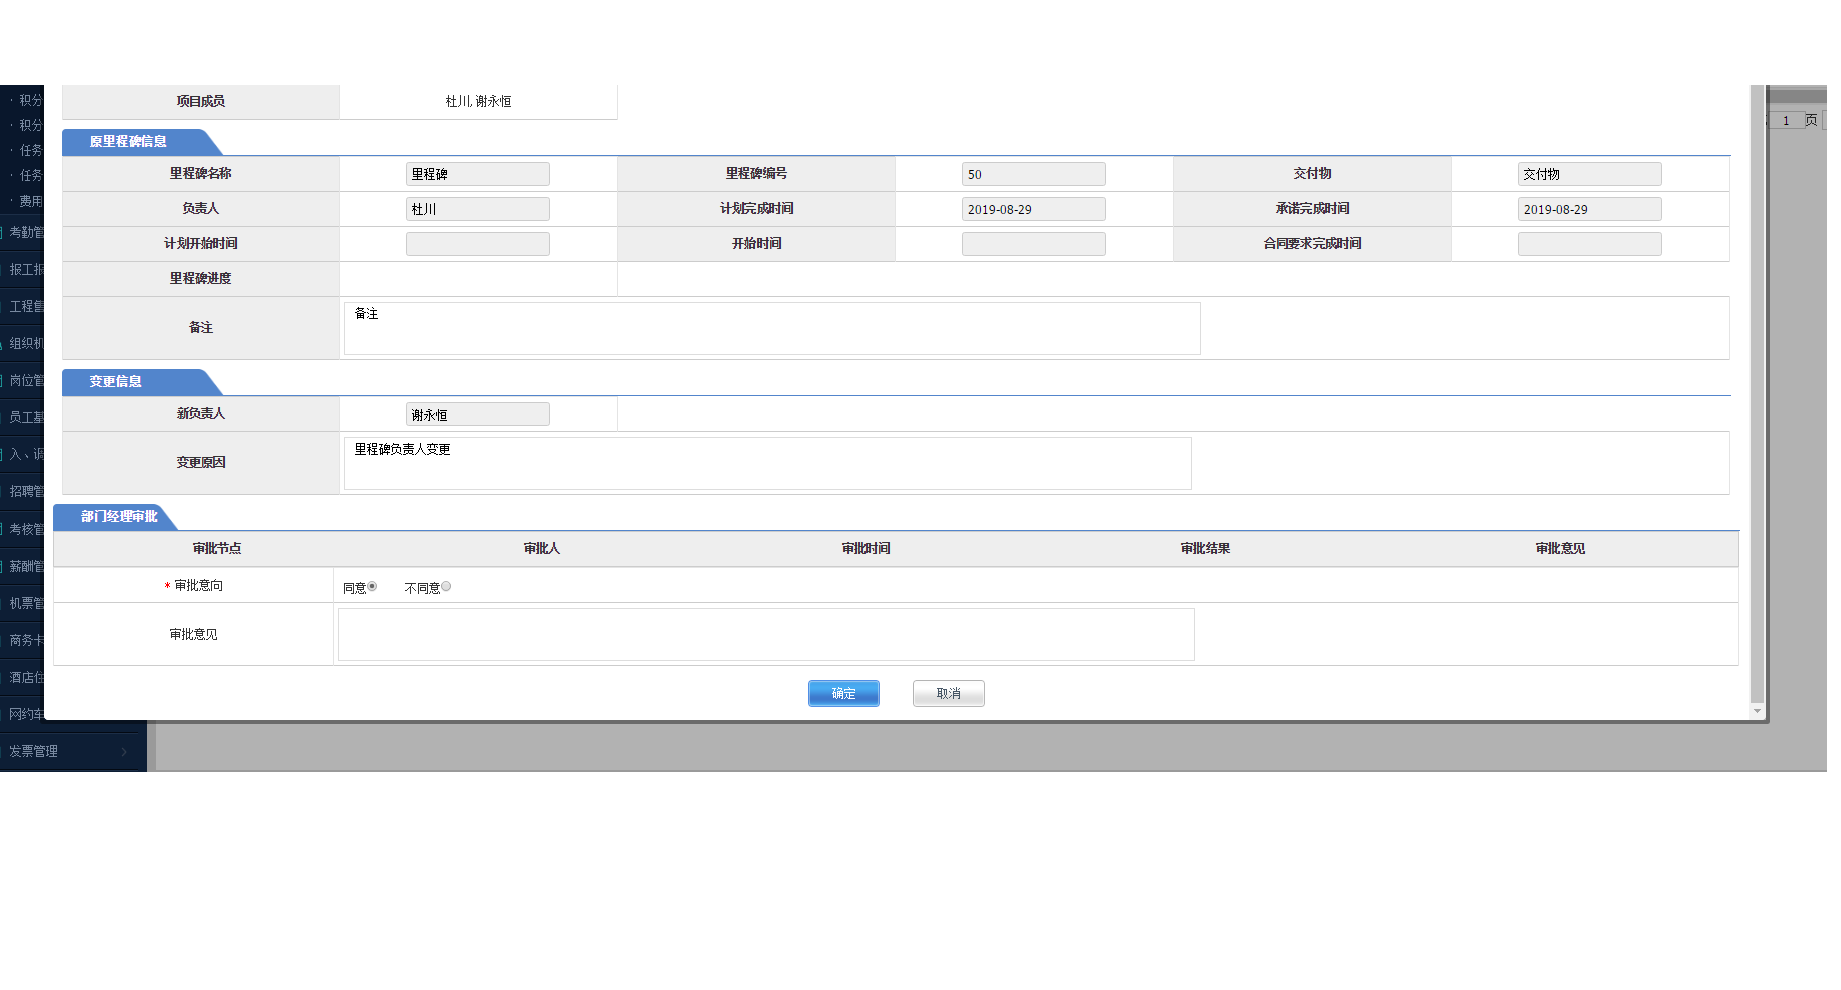 · 积分
· 积分
· 任务
· 任务
· 费用
考勤管
报工报
工程售
组织机
岗位管
员工基
入、调
招聘管
考核管
薪酬管
机票管
商务卡
酒店住
网约车
发票管理
1 页
项目成员 杜川, 谢永恒
原里程碑信息
里程碑名称 里程碑 里程碑编号 50 交付物 交付物
负责人 杜川 计划完成时间 2019-08-29 承诺完成时间 2019-08-29
计划开始时间 开始时间 合同要求完成时间
里程碑进度
备注 备注
变更信息
新负责人 谢永恒
变更原因 里程碑负责人变更
部门经理审批
审批节点 审批人 审批时间 审批结果 审批意见
* 审批意向 同意 不同意
审批意见
确定 取消